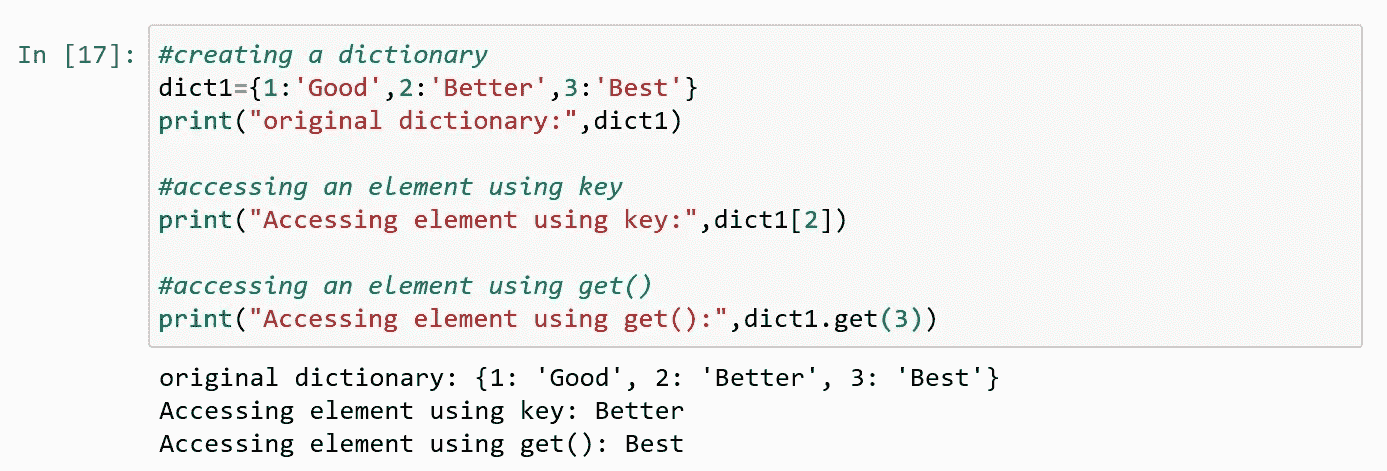 In [17]: #creating a dictionary
dict1={1:'Good',2:'Better',3:'Best'}
print("original dictionary:",dict1)
#accessing an element using key
print("Accessing element using key:",dict1[2])
#accessing an element using get()
print("Accessing element using get():",dict1.get(3))
original dictionary: {1: 'Good', 2: 'Better', 3: 'Best'}
Accessing element using key: Better
Accessing element using get(): Best